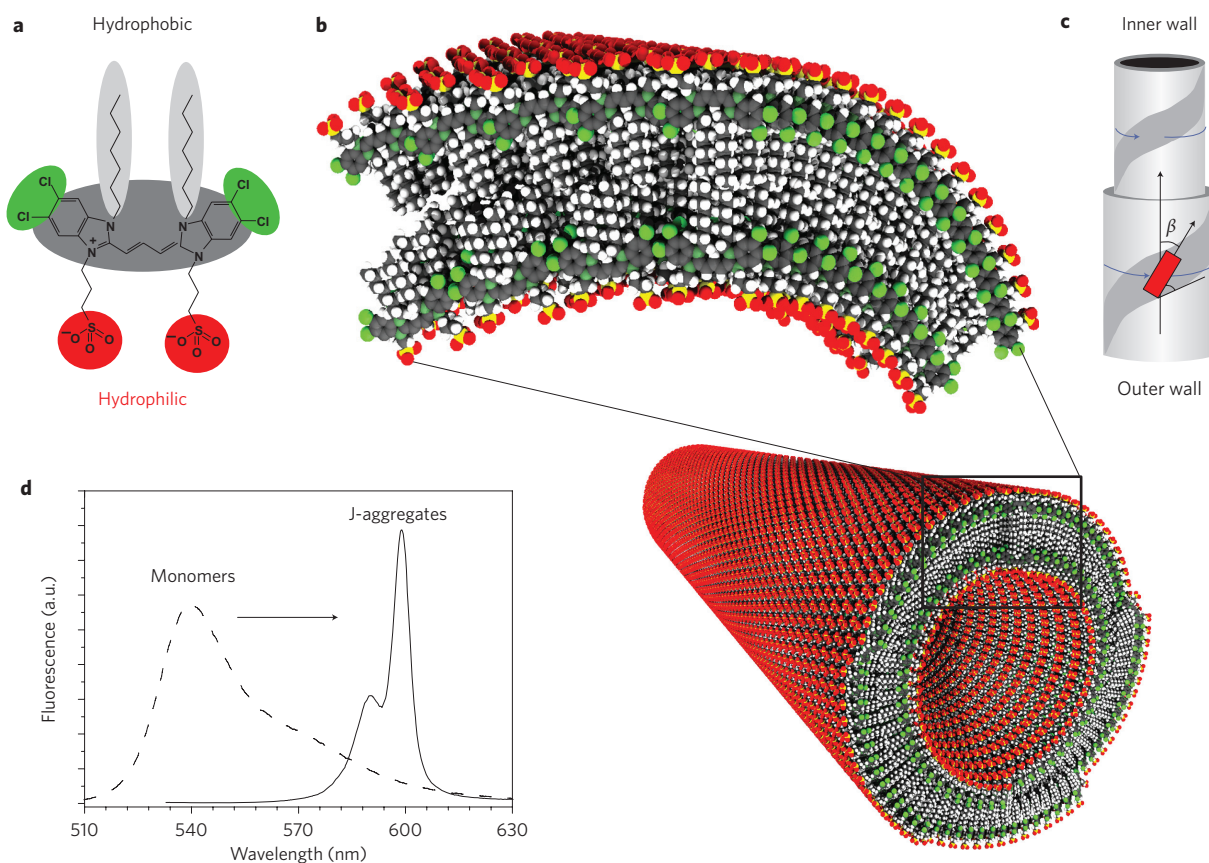 a
Hydrophobic
Cl
Cl
Cl
Cl
N
N
+
N
N
−O
S
O
O
−O
S
O
O
Hydrophilic
b
c
Inner wall
β
Outer wall
d
J-aggregates
Monomers
Fluorescence (a.u.)
510 540 570 600 630
Wavelength (nm)